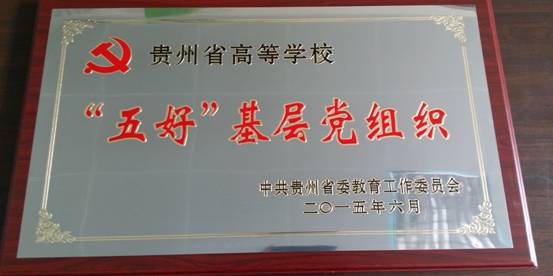 贵州省高等学校
“五好”基层党组织
中共贵州省委教育工作委员会
二〇一五年六月